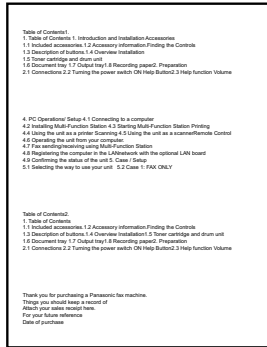 Table of Contents1.
1. Table of Contents 1. Introduction and Installation Accessories
1.1 Included accessories.1.2 Accessory information.Finding the Controls
1.3 Description of buttons.1.4 Overview Installation
1.5 Toner cartridge and drum unit
1.6 Document tray 1.7 Output tray1.8 Recording paper2. Preparation
2.1 Connections 2.2 Turning the power switch ON Help Button2.3 Help function Volume
4. PC Operations/ Setup 4.1 Connecting to a computer
4.2 Installing Multi-Function Station 4.3 Starting Multi-Function Station Printing
4.4 Using the unit as a printer Scanning 4.5 Using the unit as a scannerRemote Control
4.6 Operating the unit from your computer.
4.7 Fax sending/receiving using Multi-Function Station
4.8 Registering the computer in the LANnetwork with the optional LAN board
4.9 Confirming the status of the unit 5. Case / Setup
5.1 Selecting the way to use your unit 5.2 Case 1: FAX ONLY
Table of Contents2.
1. Table of Contents
1.1 Included accessories.1.2 Accessory information.Finding the Controls
1.3 Description of buttons.1.4 Overview Installation1.5 Toner cartridge and drum unit
1.6 Document tray 1.7 Output tray1.8 Recording paper2. Preparation
2.1 Connections 2.2 Turning the power switch ON Help Button2.3 Help function Volume
Thank you for purchasing a Panasonic fax machine.
Things you should keep a record of
Attach your sales receipt here.
For your future reference
Date of purchase